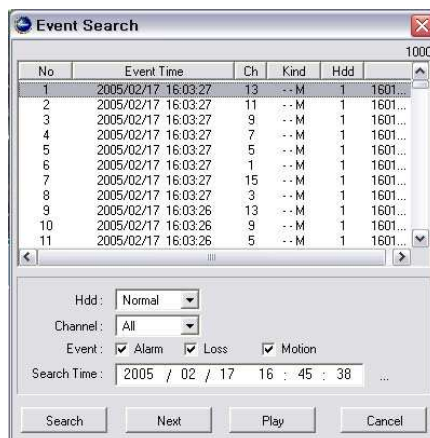 Event Search
1000
No Event Time Ch Kind Hdd
1 2005/02/17 16:03:27 13 - - M 1 1601...
2 2005/02/17 16:03:27 11 - - M 1 1601...
3 2005/02/17 16:03:27 9 - - M 1 1601...
4 2005/02/17 16:03:27 7 - - M 1 1601...
5 2005/02/17 16:03:27 5 - - M 1 1601...
6 2005/02/17 16:03:27 1 - - M 1 1601...
7 2005/02/17 16:03:27 15 - - M 1 1601...
8 2005/02/17 16:03:27 3 - - M 1 1601...
9 2005/02/17 16:03:26 13 - - M 1 1601...
10 2005/02/17 16:03:26 9 - - M 1 1601...
11 2005/02/17 16:03:26 5 - - M 1 1601...
Hdd : Normal
Channel : All
Event : Alarm Loss Motion
Search Time : 2005 / 02 / 17 16 : 45 : 38 ...
Search Next Play Cancel